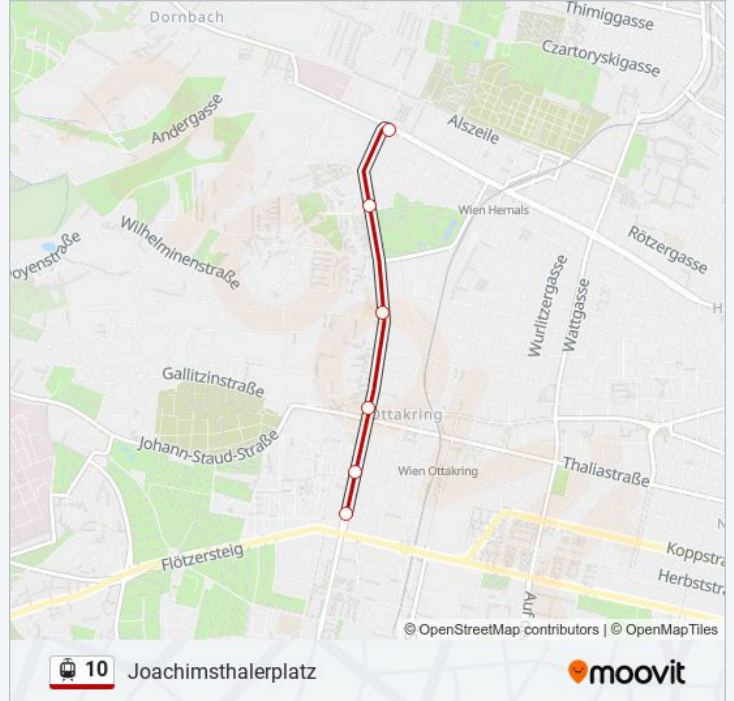 Dornbach
Thimiggasse
Czartoryskigasse
Andergasse
Alszeile
Wien Hernals
Wilhelminenstraße
oyenstraße
Rötzergasse
Wurlitzergasse
Wattgasse
H
Gallitzinstraße
Ottakring
Johann-Staud-Straße
Wien Ottakring
Thaliastraße
N
Flötzersteig
Koppstra
Herbststr
Auf
© OpenStreetMap contributors | © OpenMapTiles
10 Joachimsthalerplatz
moovit